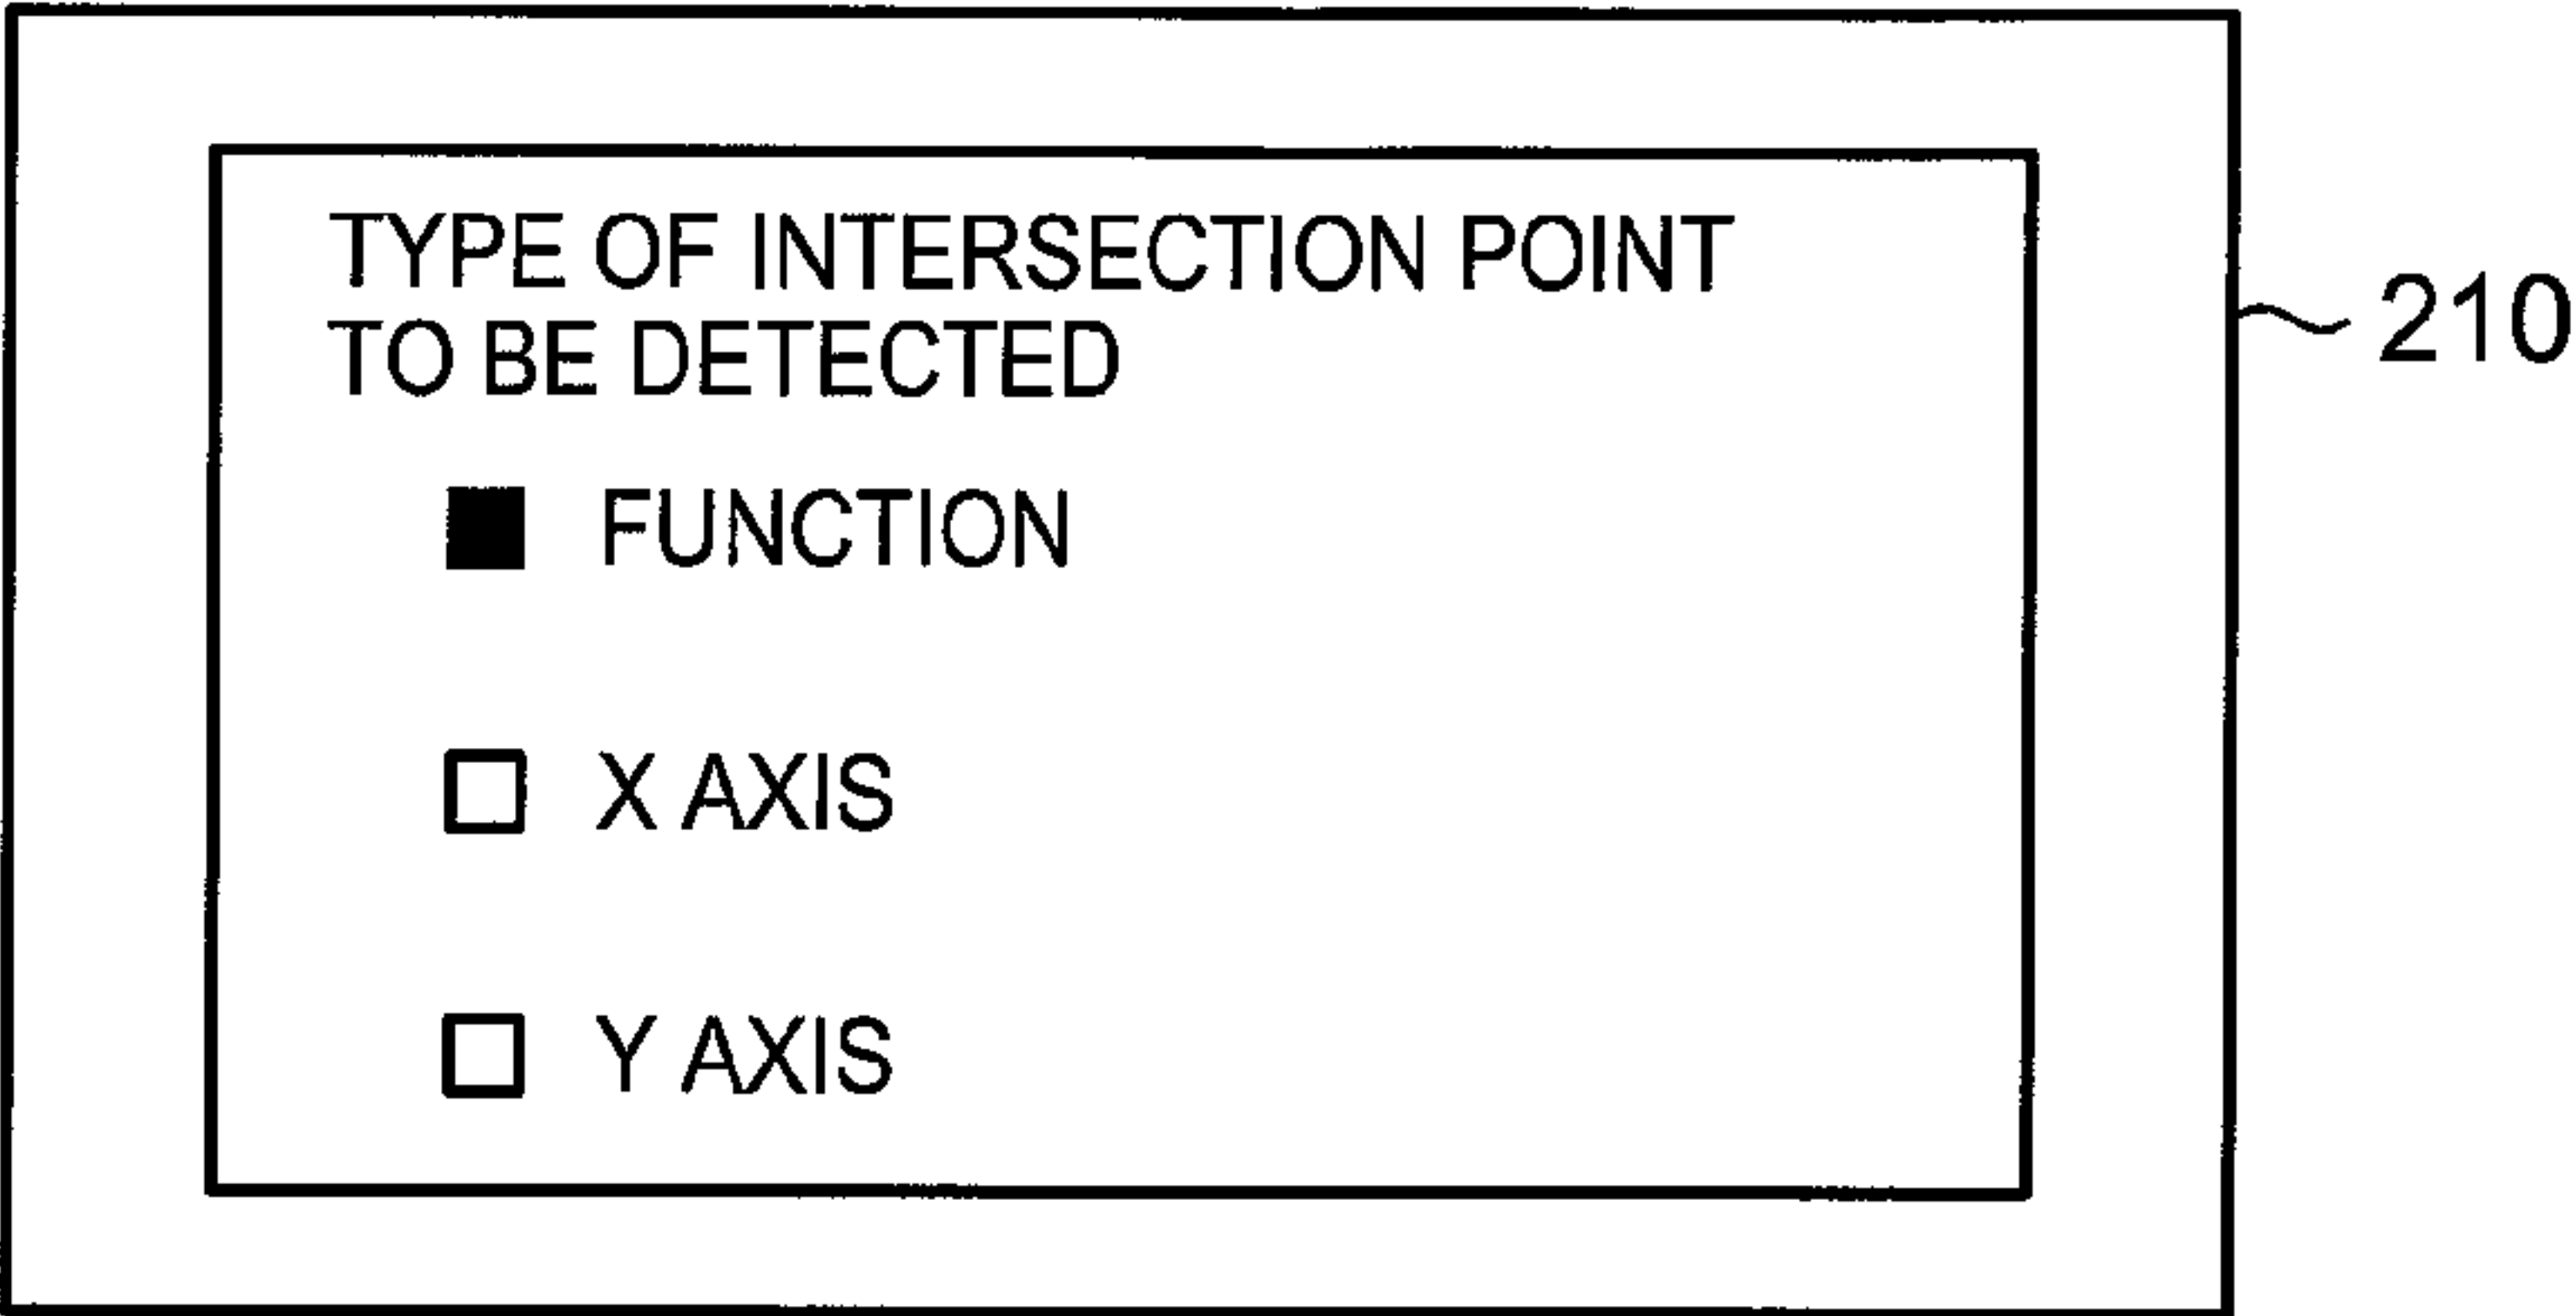 TYPE OF INTERSECTION POINT
TO BE DETECTED
FUNCTION
X AXIS
Y AXIS
210